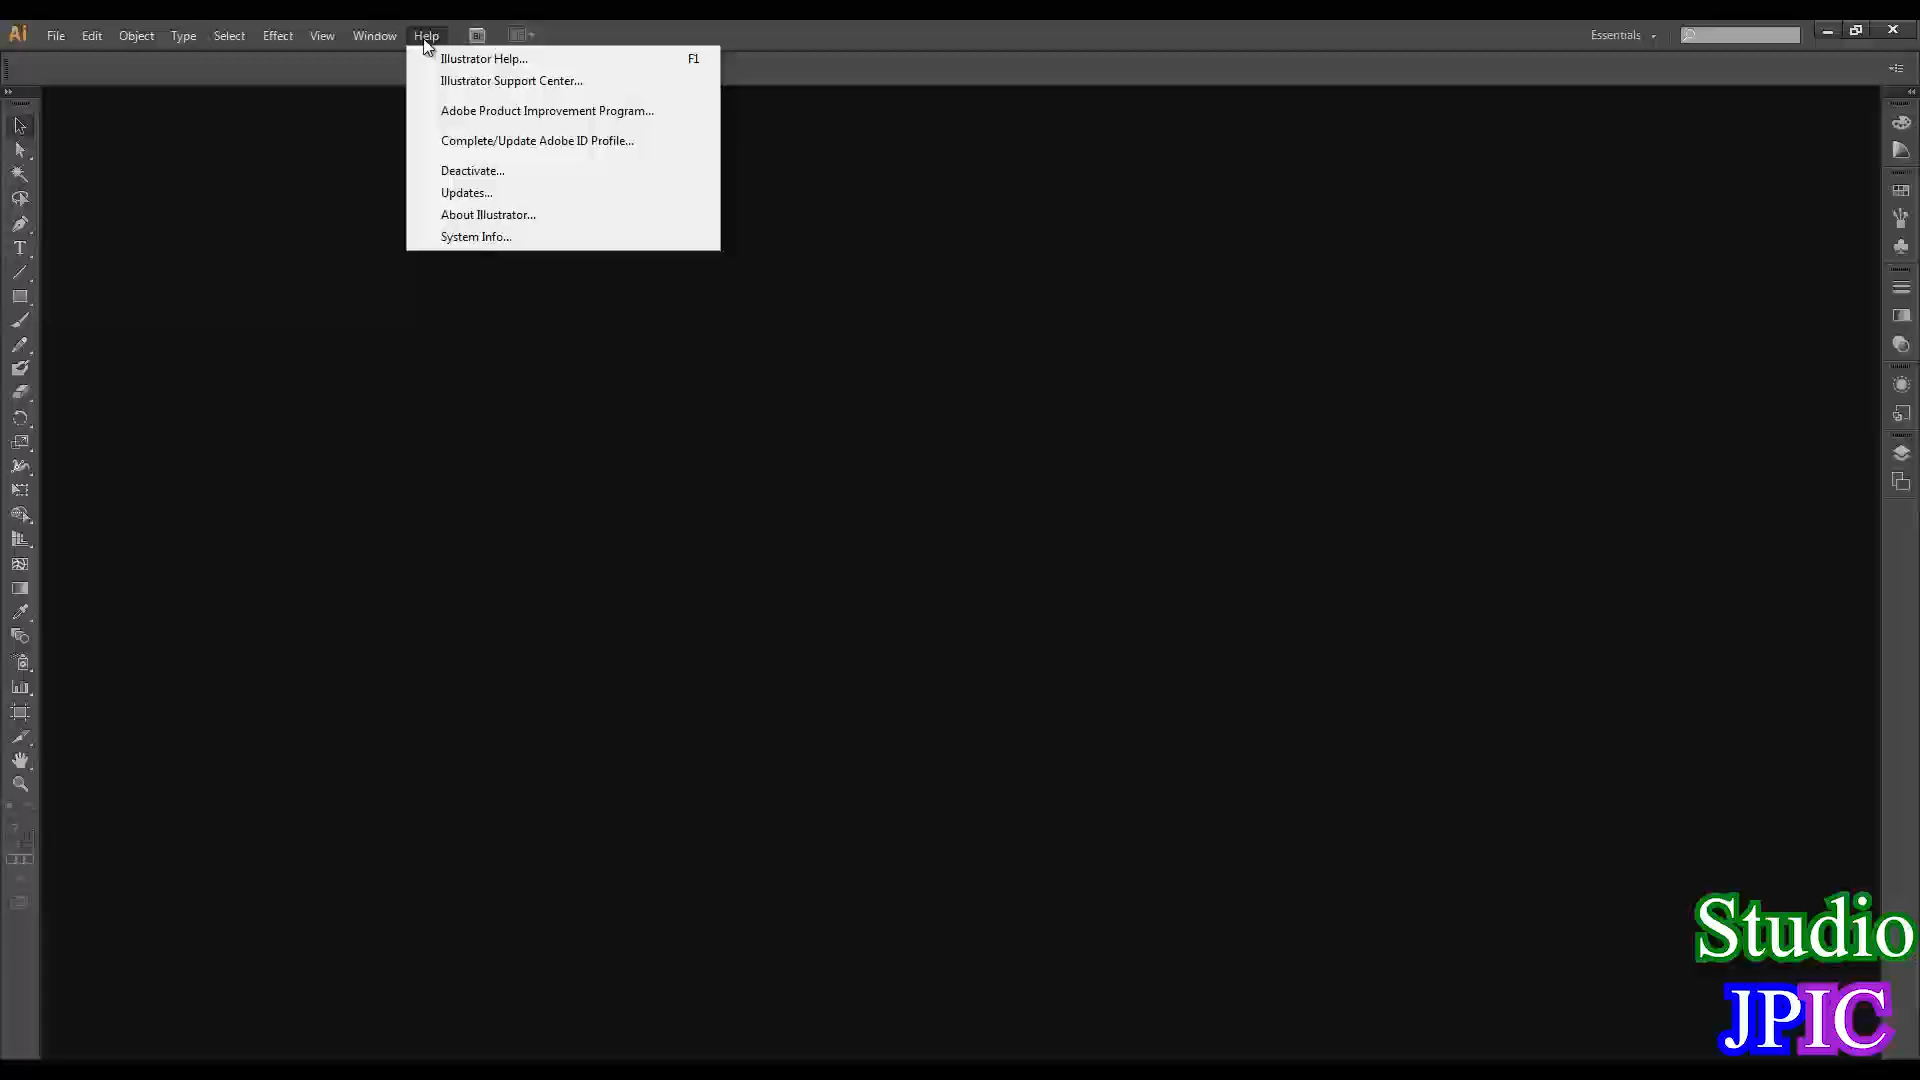 Ai File Edit Object Type Select Effect View Window Help Br Essentials
Illustrator Help... F1
Illustrator Support Center...
Adobe Product Improvement Program...
Complete/Update Adobe ID Profile...
Deactivate...
Updates...
About Illustrator...
System Info...
T
Studio
JPIC